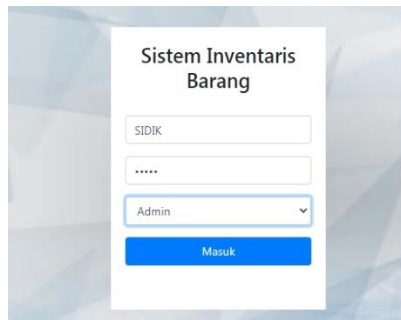 Sistem Inventaris
Barang
SIDIK
•••••
Admin
Masuk